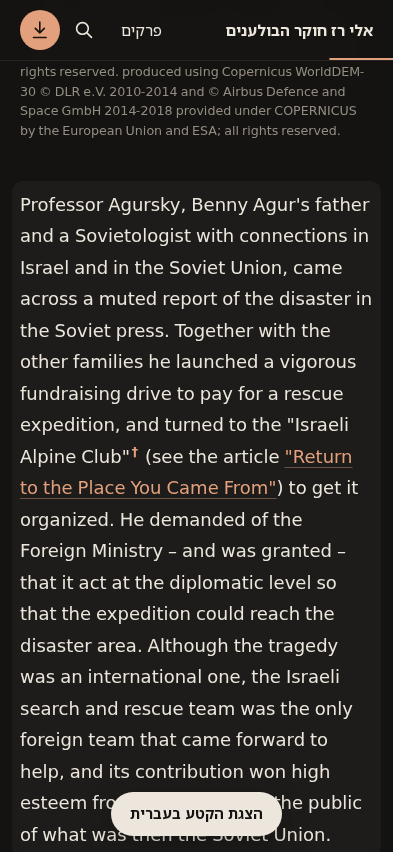 אלי רז חוקר הבולענים
פרקים
rights reserved. produced using Copernicus WorldDEM-
30 © DLR e.V. 2010-2014 and © Airbus Defence and
Space GmbH 2014-2018 provided under COPERNICUS
by the European Union and ESA; all rights reserved.
Professor Agursky, Benny Agur's father
and a Sovietologist with connections in
Israel and in the Soviet Union, came
across a muted report of the disaster in
the Soviet press. Together with the
other families he launched a vigorous
fundraising drive to pay for a rescue
expedition, and turned to the "Israeli
Alpine Club"† (see the article "Return
to the Place You Came From") to get it
organized. He demanded of the
Foreign Ministry – and was granted –
that it act at the diplomatic level so
that the expedition could reach the
disaster area. Although the tragedy
was an international one, the Israeli
search and rescue team was the only
foreign team that came forward to
help, and its contribution won high
esteem the public
of what was then the Soviet Union.
הצגת הקטע בעברית